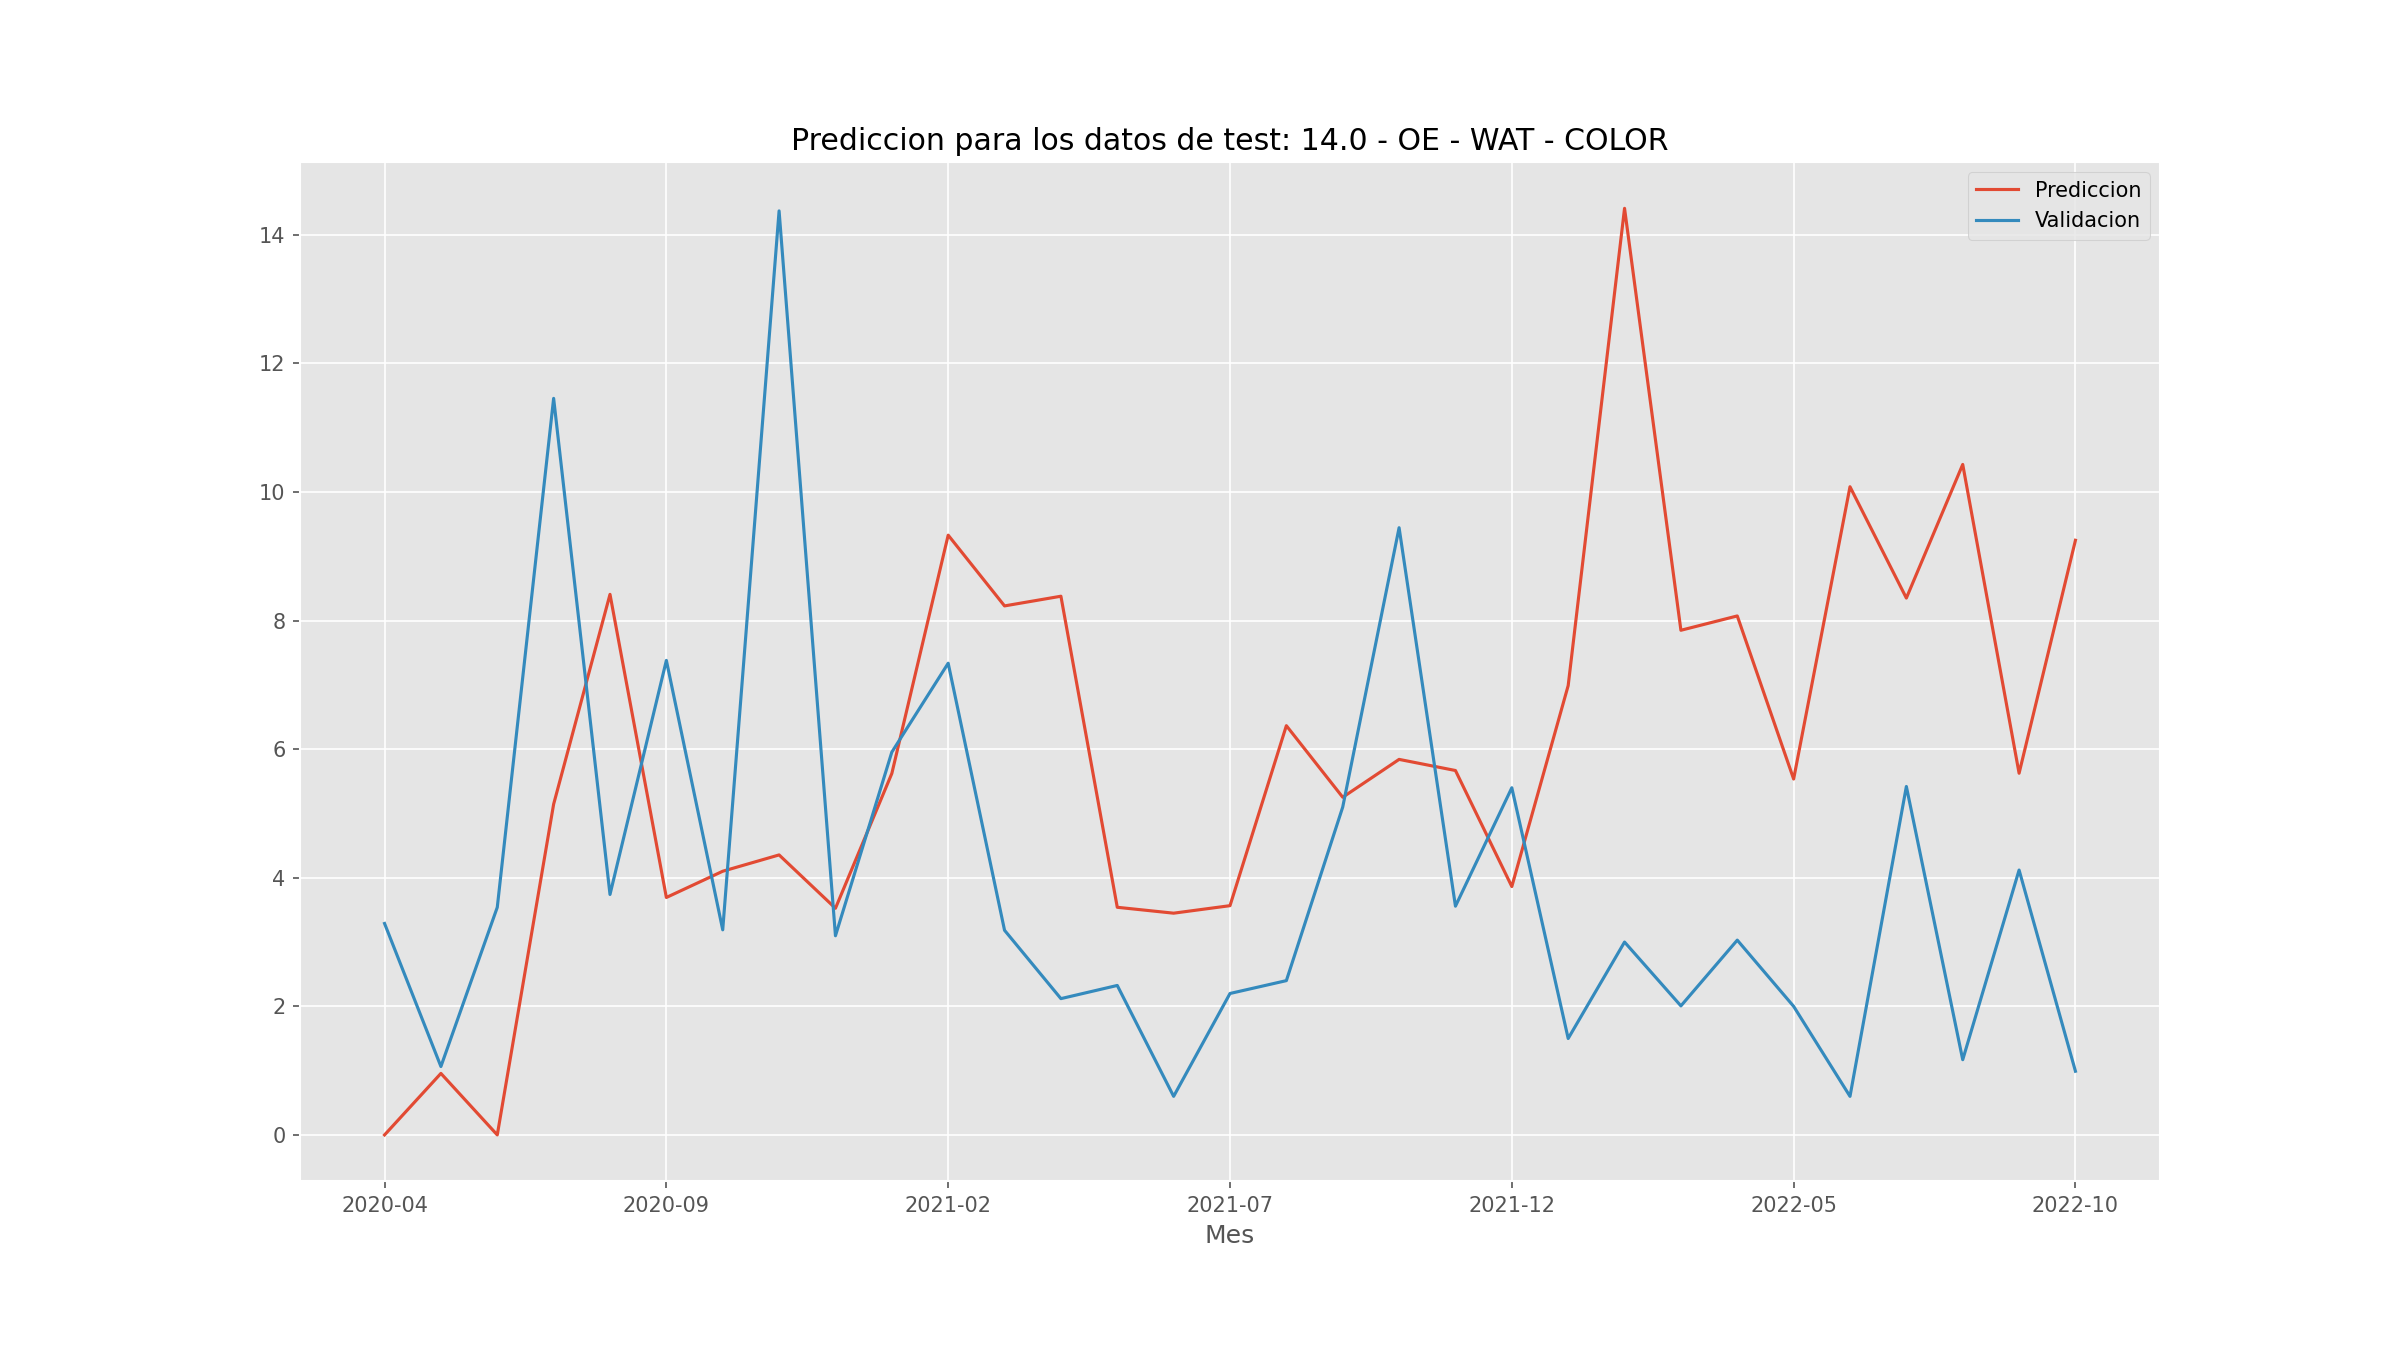 Prediccion para los datos de test: 14.0 - OE - WAT - COLOR
Prediccion
Validacion
14
12
10
8
6
4
2
0
2020-04 2020-09 2021-02 2021-07 2021-12 2022-05 2022-10
Mes